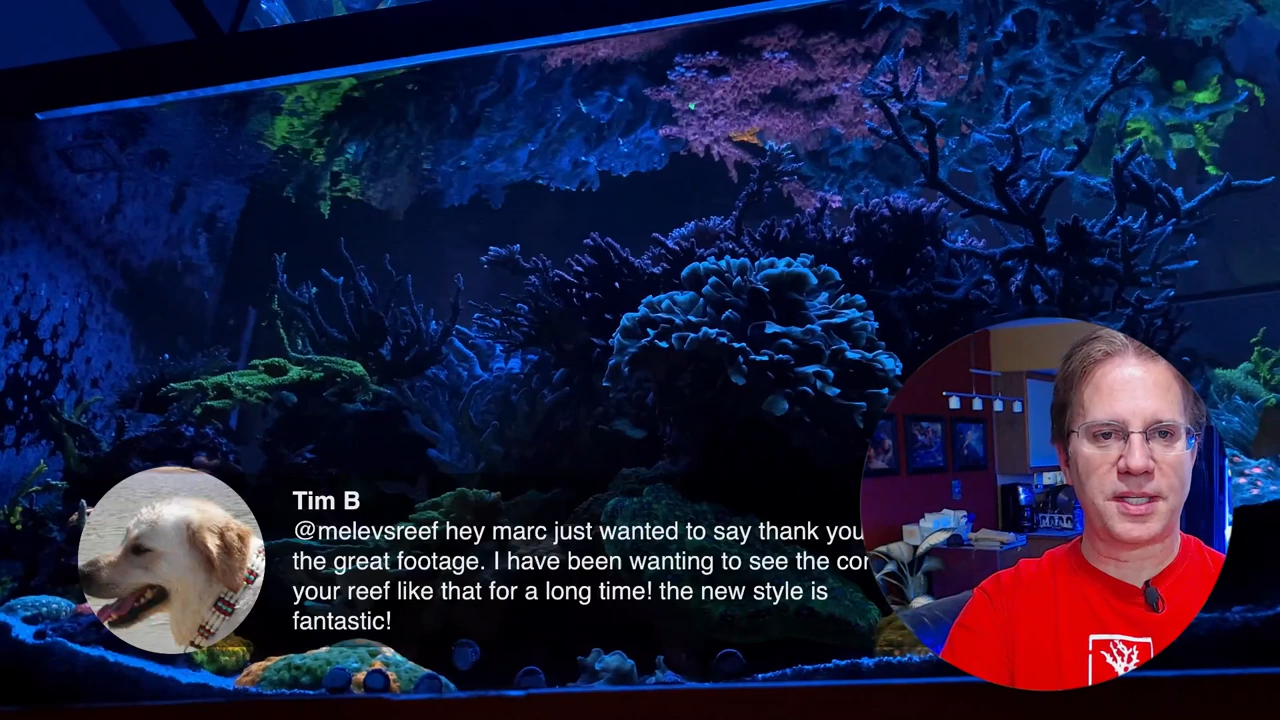 Tim B
@melevsreef hey marc just wanted to say thank you
the great footage. I have been wanting to see the
your reef like that for a long time! the new style is
fantastic!